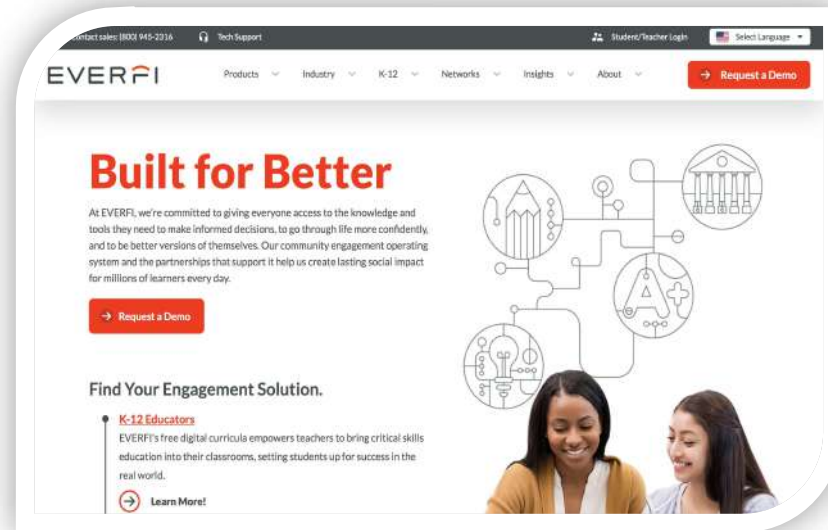 contact sales: (800) 945-2316 Tech Support Student/Teacher Login Select Language
EVERFI Products Industry K-12 Networks Insights About Request a Demo
Built for Better
At EVERFI, we're committed to giving everyone access to the knowledge and
tools they need to make informed decisions, to go through life more confidently,
and to be better versions of themselves. Our community engagement operating
system and the partnerships that support it help us create lasting social impact
for millions of learners every day.
Request a Demo
A+
Find Your Engagement Solution.
K-12 Educators
EVERFI's free digital curricula empowers teachers to bring critical skills
education into their classrooms, setting students up for success in the
real world.
Learn More!